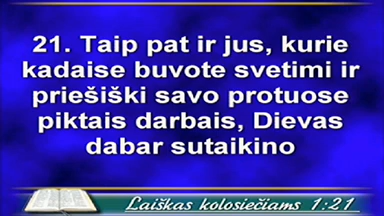 21. Taip pat ir jus, kurie
kadaise buvote svetimi ir
priešiški savo protuose
piktais darbais, Dievas
dabar sutaikino
Laiškas kolosiečiams 1:21